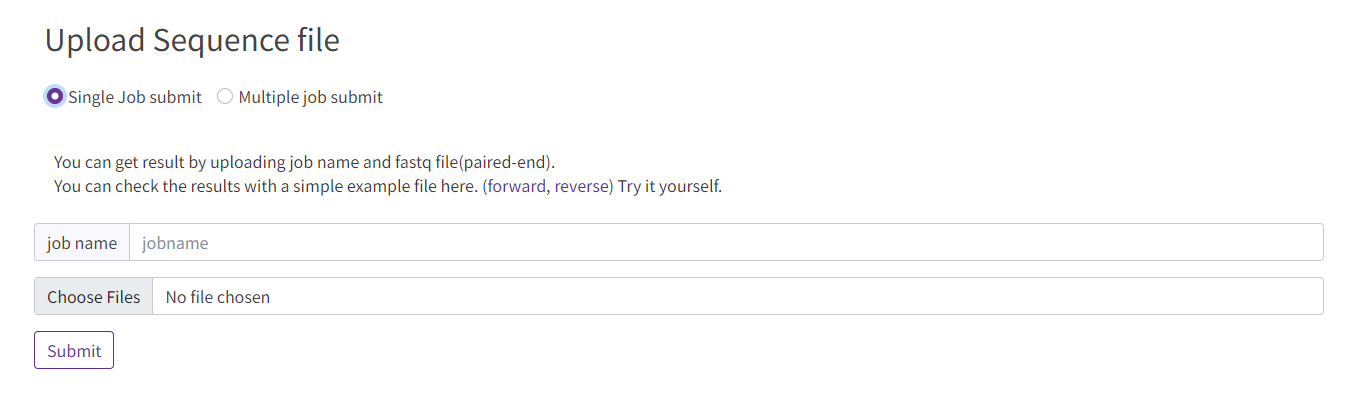 Upload Sequence file
Single Job submit Multiple job submit
You can get result by uploading job name and fastq file(paired-end).
You can check the results with a simple example file here. (forward, reverse) Try it yourself.
job name jobname
Choose Files No file chosen
Submit